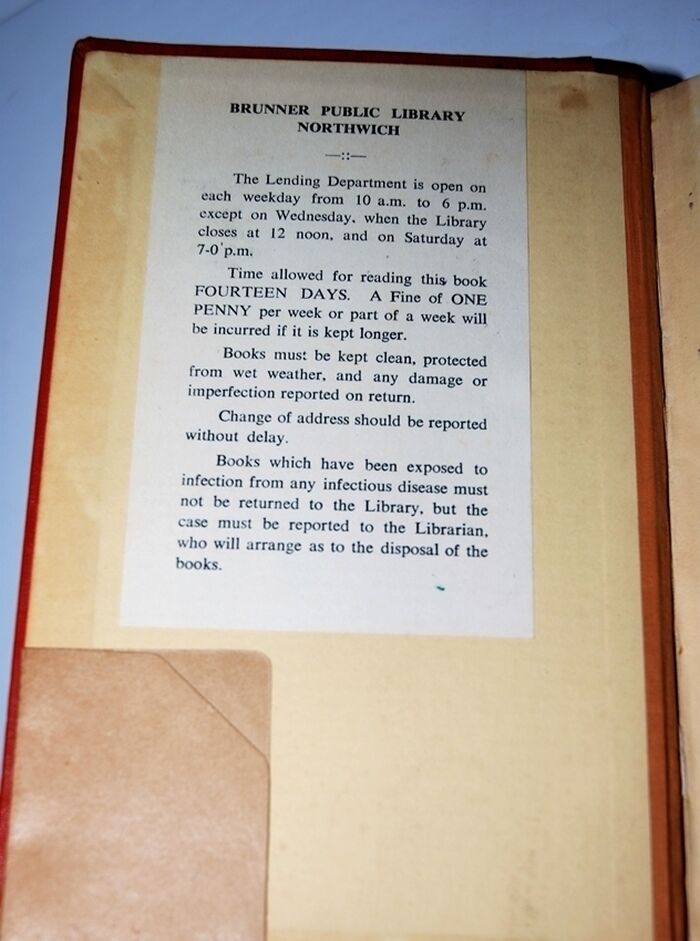 BRUNNER PUBLIC LIBRARY
NORTHWICH
—::—
The Lending Department is open on
each weekday from 10 a.m. to 6 p.m.
except on Wednesday, when the Library
closes at 12 noon, and on Saturday at
7-0 p.m.
Time allowed for reading this book
FOURTEEN DAYS. A Fine of ONE
PENNY per week or part of a week will
be incurred if it is kept longer.
Books must be kept clean, protected
from wet weather, and any damage or
imperfection reported on return.
Change of address should be reported
without delay.
Books which have been exposed to
infection from any infectious disease must
not be returned to the Library, but the
case must be reported to the Librarian,
who will arrange as to the disposal of the
books.